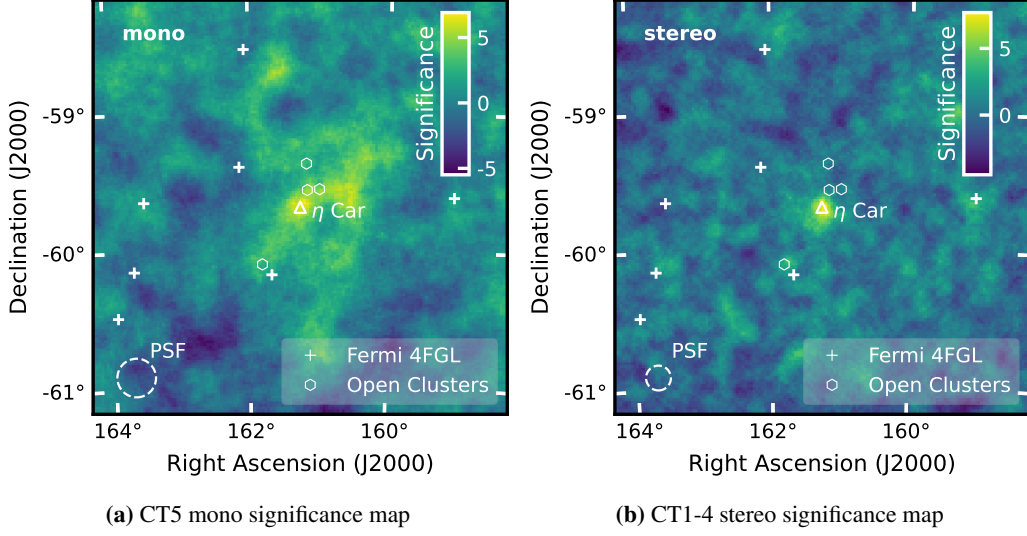 mono
Significance
5
0
-5
-59°
-60°
-61°
Declination (J2000)
η Car
PSF
Fermi 4FGL
Open Clusters
164°
162°
160°
Right Ascension (J2000)
(a) CT5 mono significance map
stereo
Significance
5
0
-59°
-60°
-61°
Declination (J2000)
η Car
PSF
Fermi 4FGL
Open Clusters
164°
162°
160°
Right Ascension (J2000)
(b) CT1-4 stereo significance map